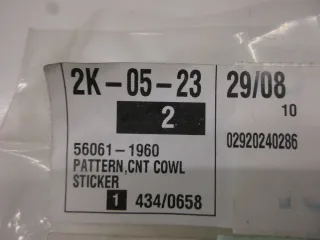 2K-05-23
2
56061-1960
PATTERN,CNT COWL
STICKER
1 434/0658
29/08
10
02920240286